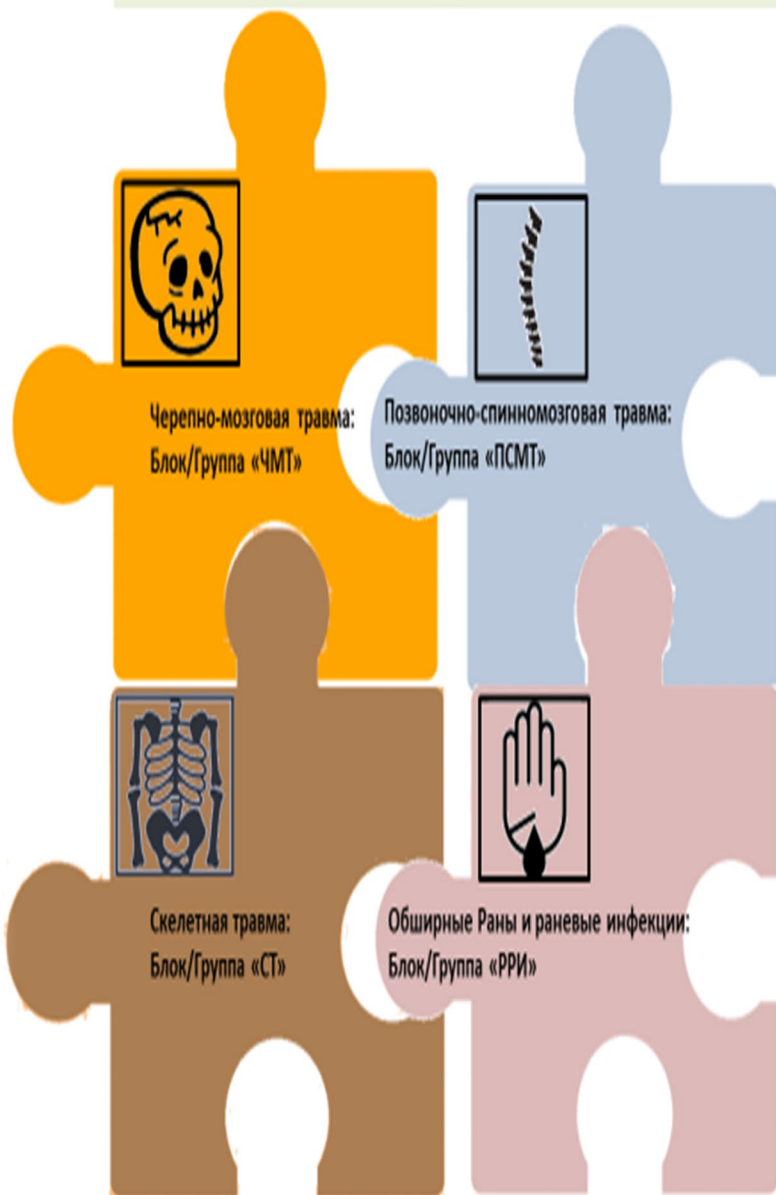 Черепно-мозговая травма:
Блок/Группа «ЧМТ»
Позвоночно-спинномозговая травма:
Блок/Группа «ПСМТ»
Скелетная травма:
Блок/Группа «СТ»
Обширные Раны и раневые инфекции:
Блок/Группа «РРИ»